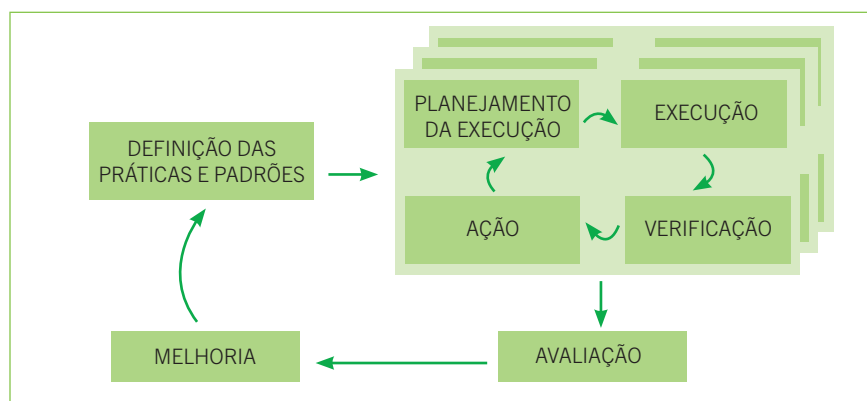 PLANEJAMENTO
DA EXECUÇÃO
EXECUÇÃO
DEFINIÇÃO DAS
PRÁTICAS E PADRÕES
AÇÃO
VERIFICAÇÃO
MELHORIA
AVALIAÇÃO